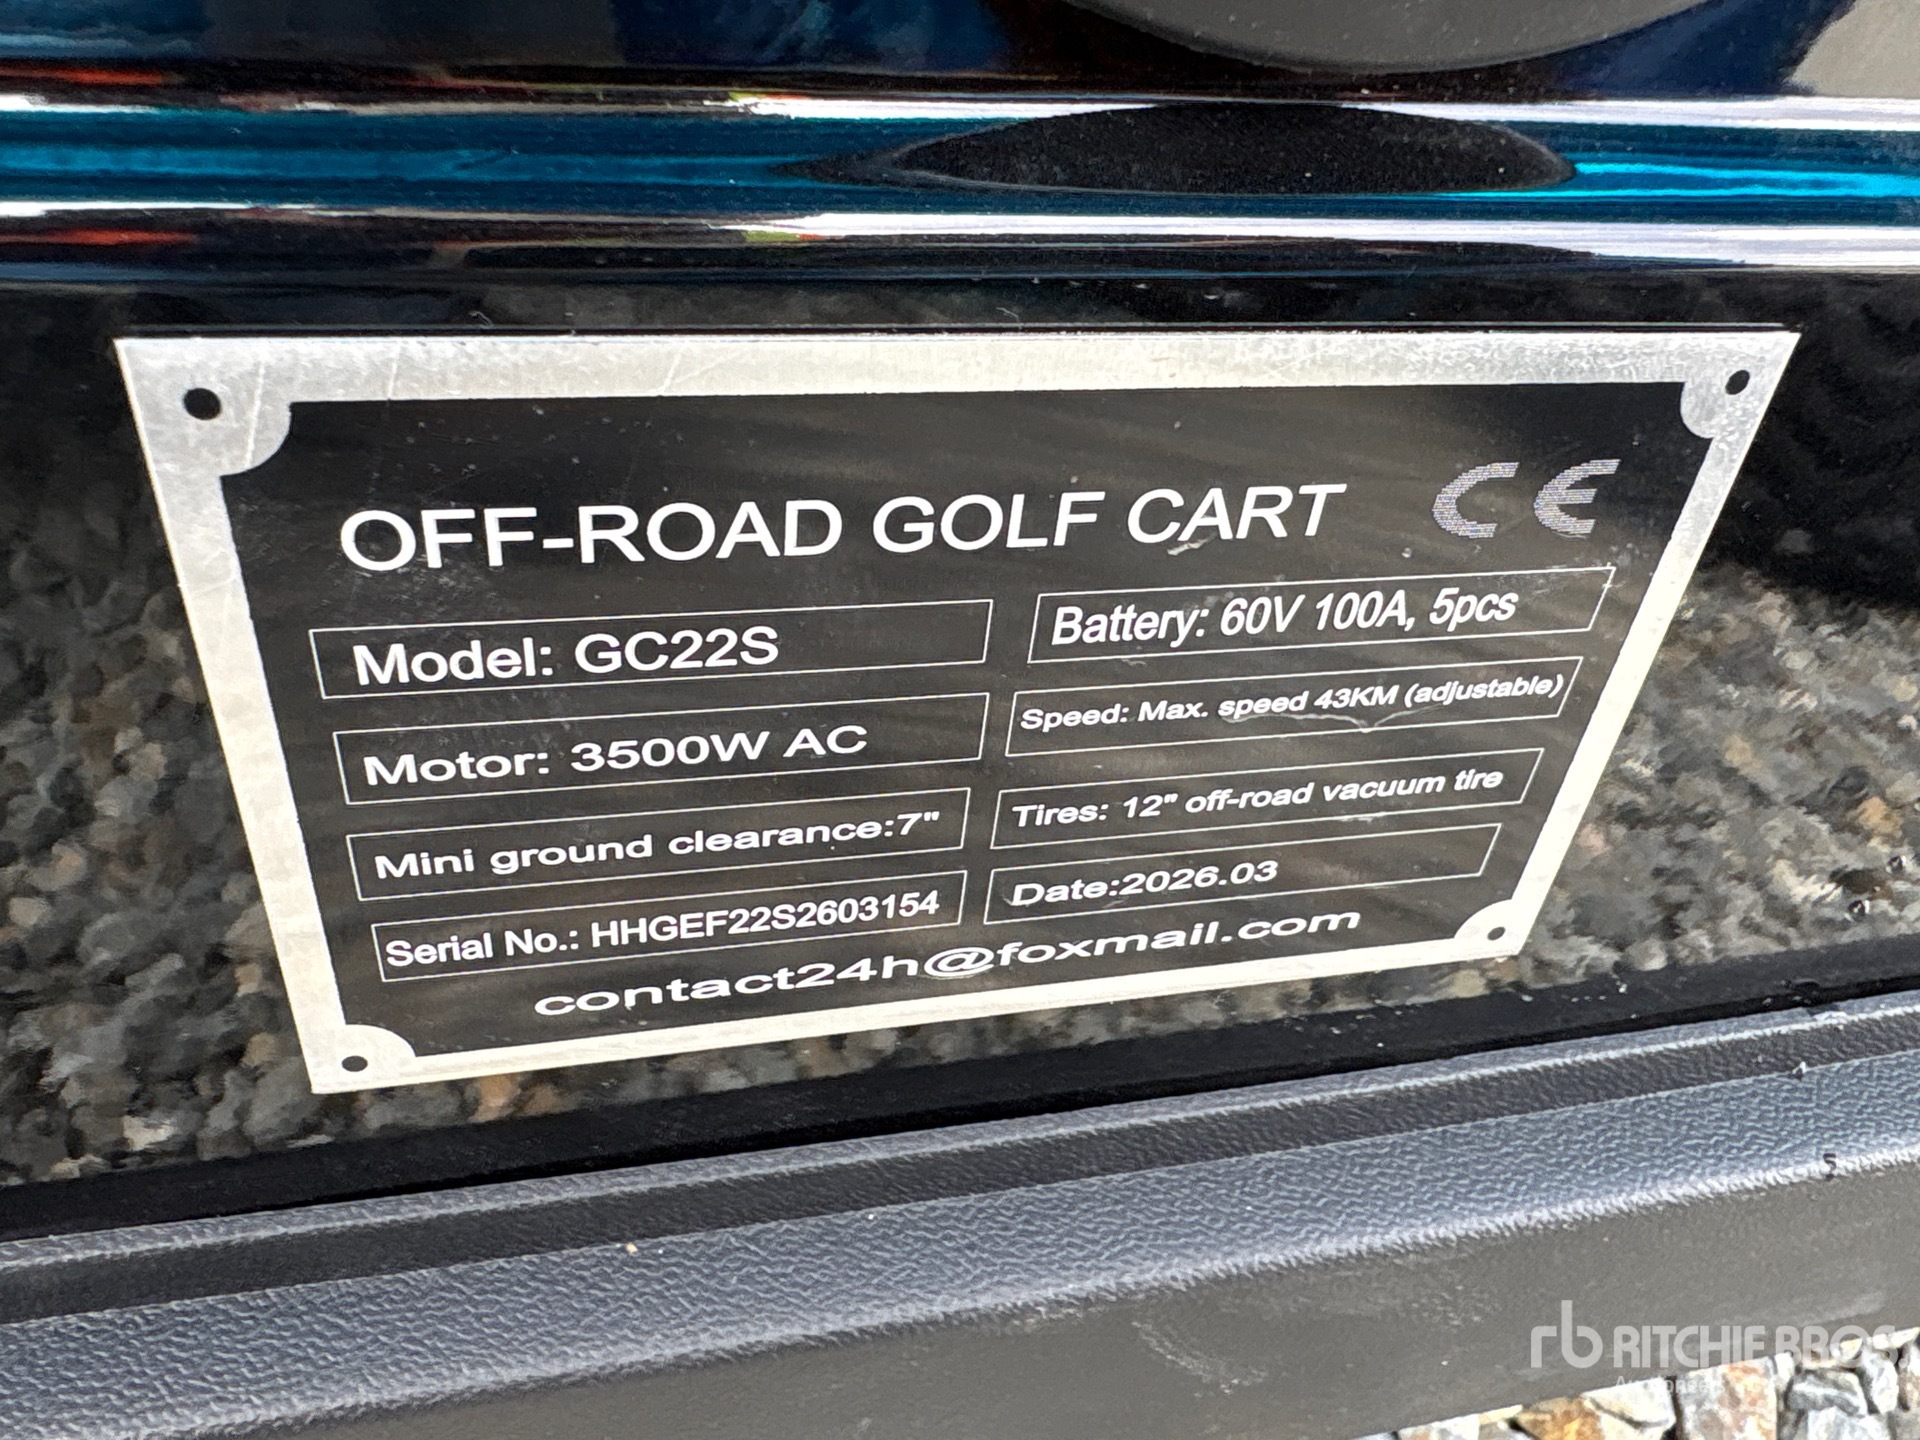 OFF-ROAD GOLF CART CE
Model: GC22S
Battery: 60V 100A, 5pcs
Motor: 3500W AC
Speed: Max. speed 43KM (adjustable)
Mini ground clearance:7"
Tires: 12" off-road vacuum tire
Serial No.: HHGEF22S2603154
Date:2026.03
contact24h@foxmail.com
5
rb RITCHIE BROS.